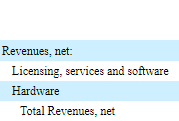 Revenues, net:
Licensing, services and software
Hardware
Total Revenues, net